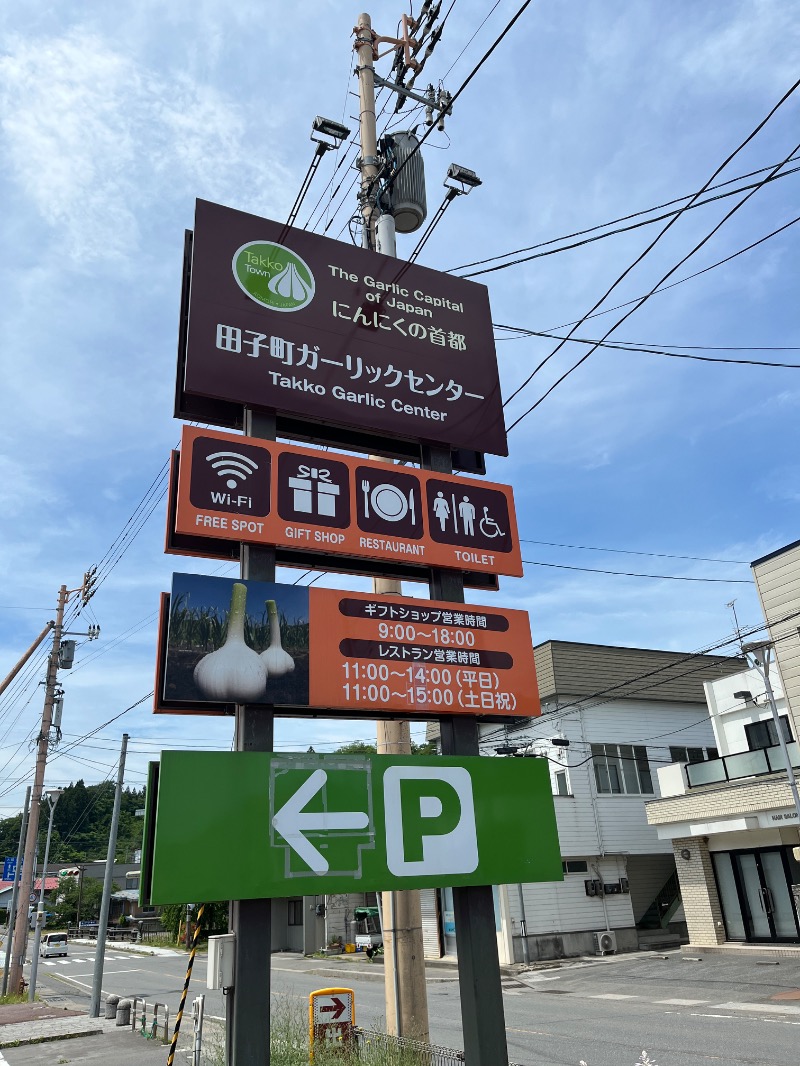 Takko
Town
The Garlic Capital
of Japan
にんにくの首都
田子町ガーリックセンター
Takko Garlic Center
Wi-Fi
FREE SPOT
GIFT SHOP
RESTAURANT
TOILET
ギフトショップ営業時間
9:00〜18:00
レストラン営業時間
11:00〜14:00(平日)
11:00〜15:00(土日祝)
P
HAIR SALON